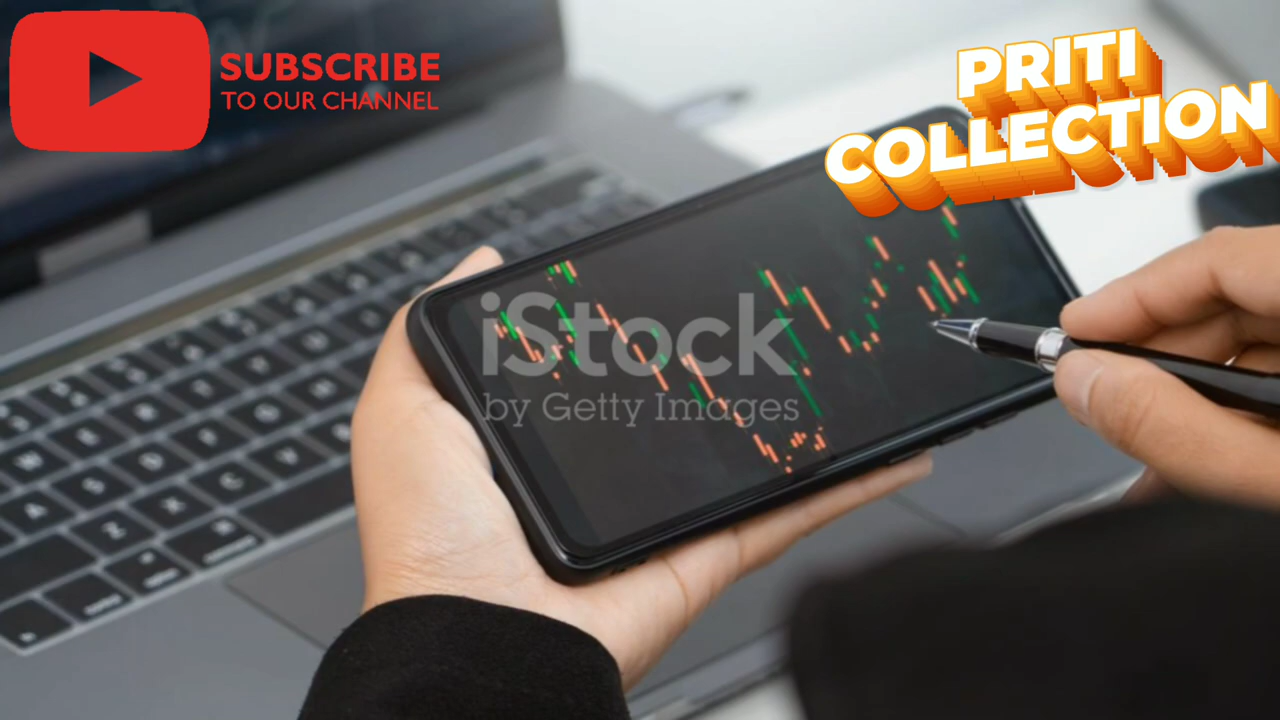 SUBSCRIBE
TO OUR CHANNEL
PRITI
COLLECTION
iStock
by Getty Images
W
S
A
Z
X
C